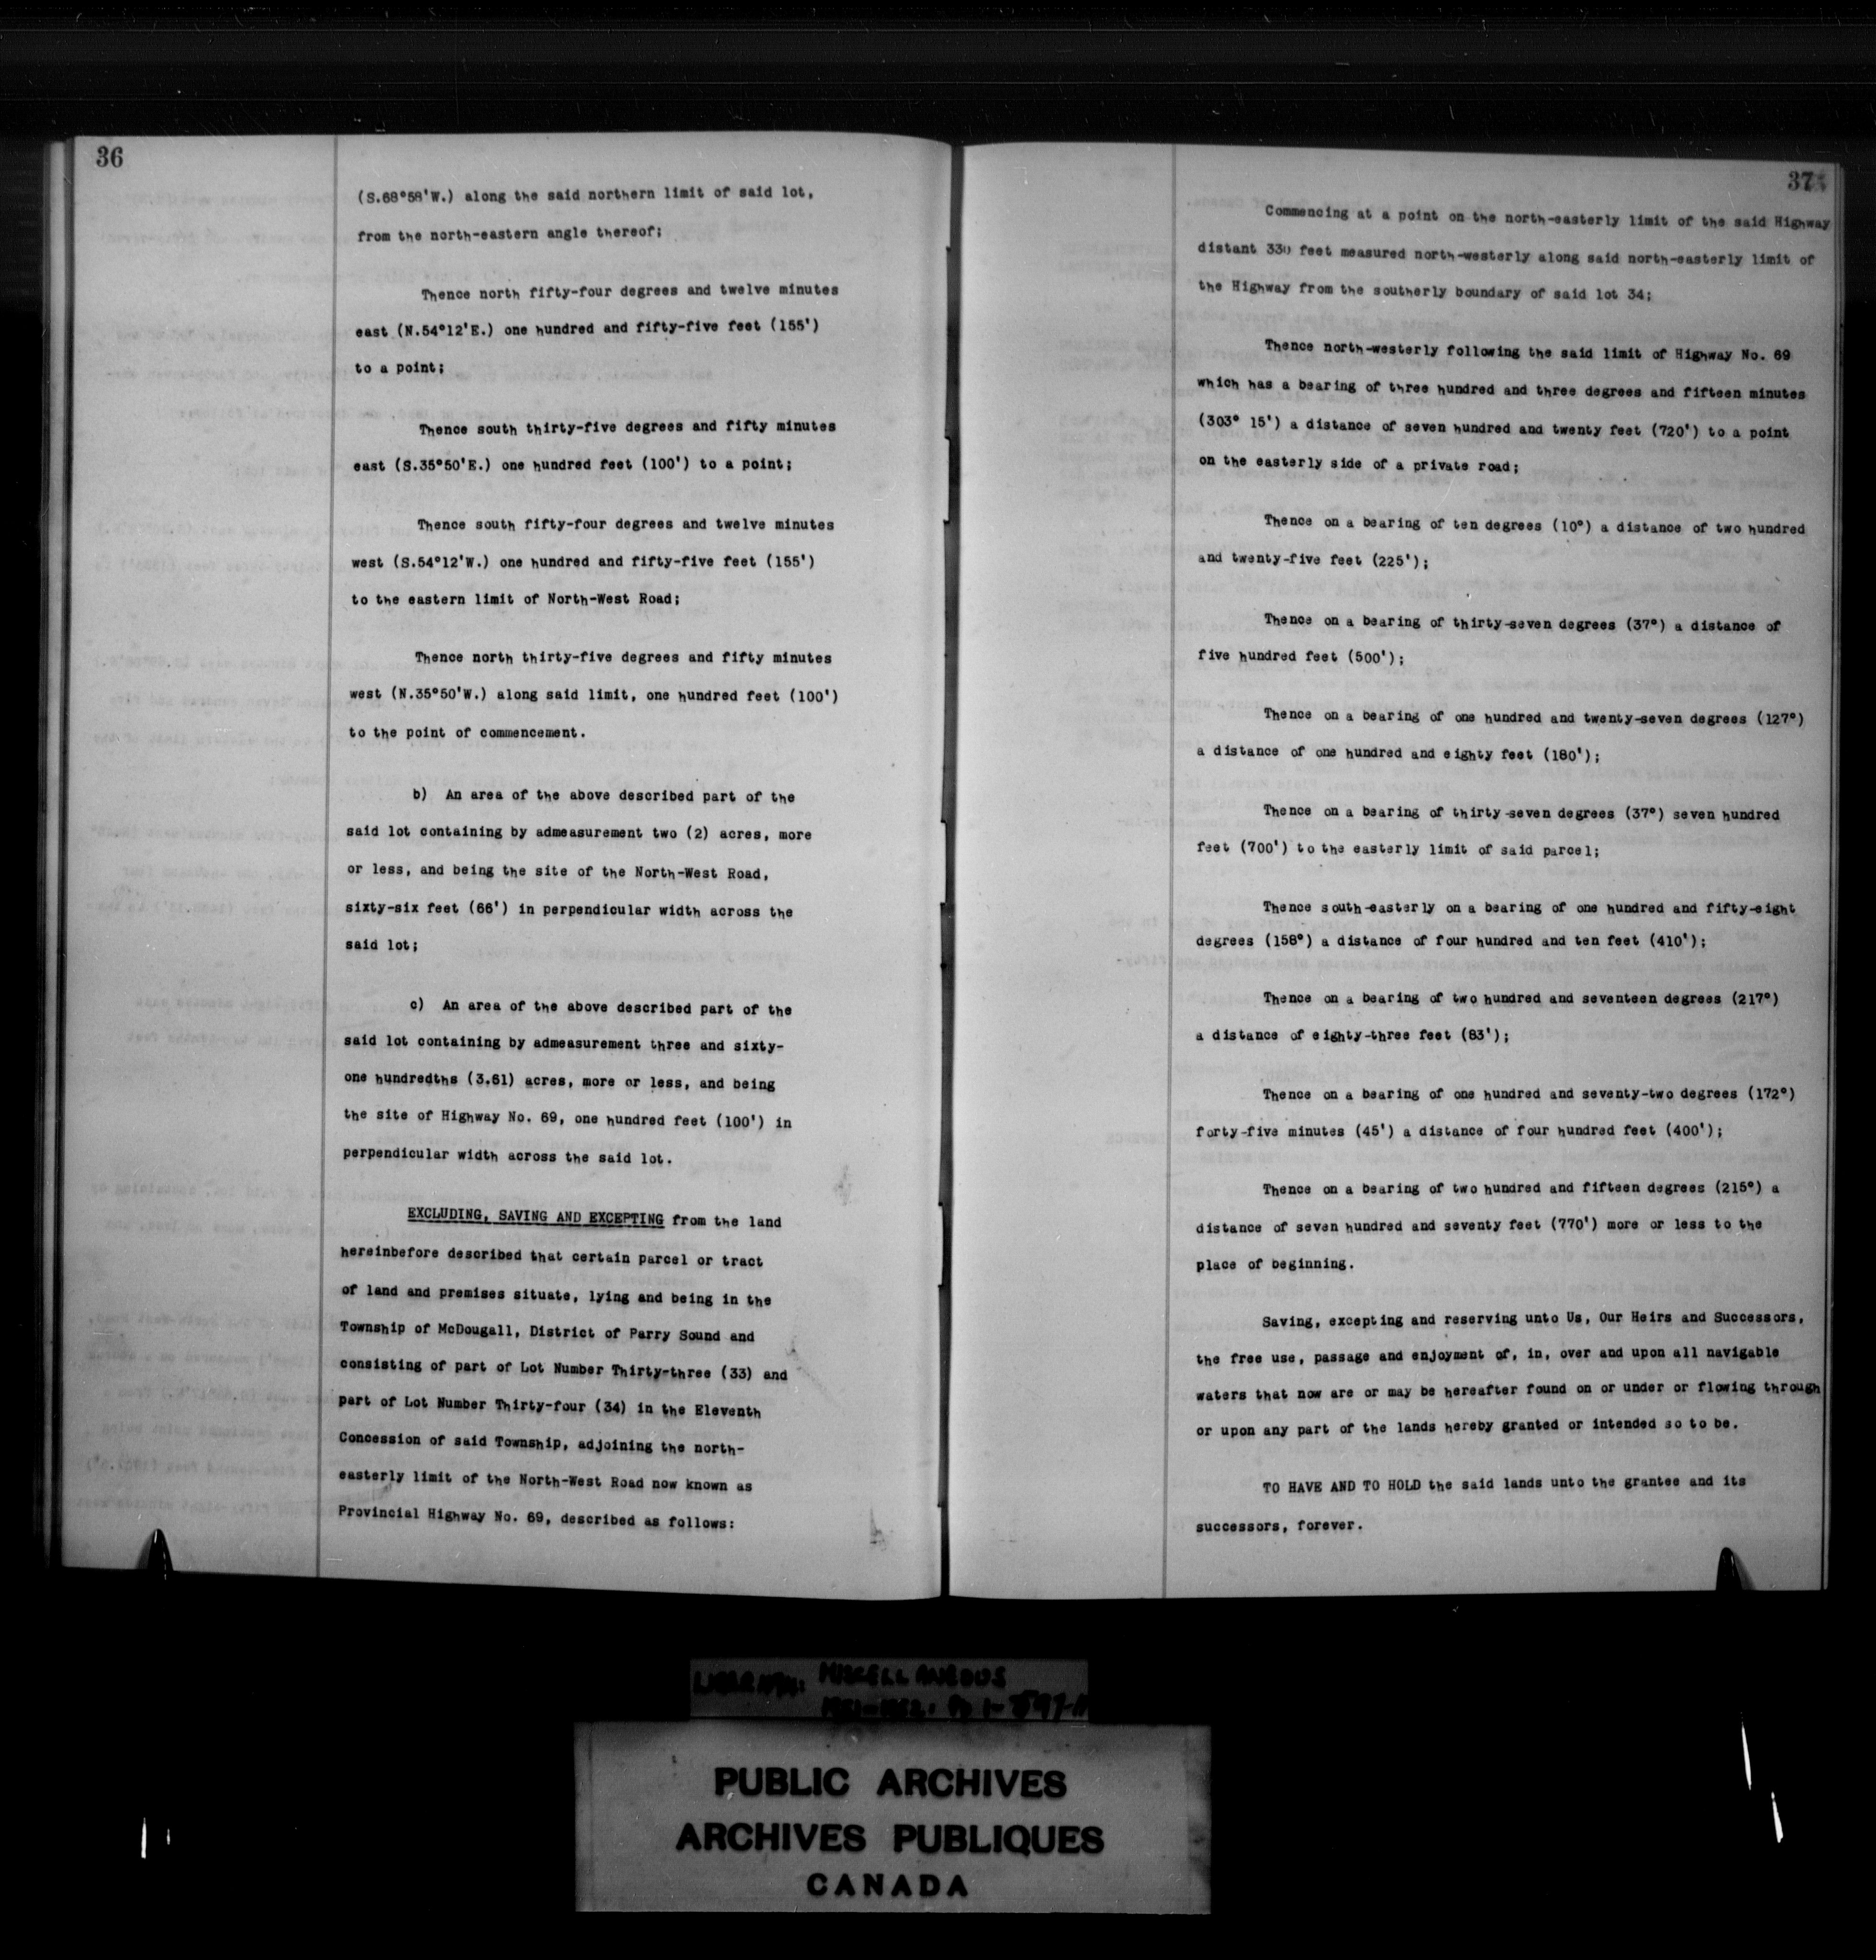 36
(S.68°58'W.) along the said northern limit of said lot,
from the north-eastern angle thereof;
Thence north fifty-four degrees and twelve minutes
east (N.54°12'E.) one hundred and fifty-five feet (155')
to a point;
Thence south thirty-five degrees and fifty minutes
east (S.35°50'E.) one hundred feet (100') to a point;
Thence south fifty-four degrees and twelve minutes
west (S.54°12'W.) one hundred and fifty-five feet (155')
to the eastern limit of North-West Road;
Thence north thirty-five degrees and fifty minutes
west (N.35°50'W.) along said limit, one hundred feet (100')
to the point of commencement.
b) An area of the above described part of the
said lot containing by admeasurement two (2) acres, more
or less, and being the site of the North-West Road,
sixty-six feet (66') in perpendicular width across the
said lot;
c) An area of the above described part of the
said lot containing by admeasurement three and sixty-
one hundredths (3.61) acres, more or less, and being
the site of Highway No. 69, one hundred feet (100') in
perpendicular width across the said lot.
EXCLUDING, SAVING AND EXCEPTING from the land
hereinbefore described that certain parcel or tract
of land and premises situate, lying and being in the
Township of McDougall, District of Parry Sound and
consisting of part of Lot Number Thirty-three (33) and
part of Lot Number Thirty-four (34) in the Eleventh
Concession of said Township, adjoining the north-
easterly limit of the North-West Road now known as
Provincial Highway No. 69, described as follows:
37
Commencing at a point on the north-easterly limit of the said Highway
distant 330 feet measured north-westerly along said north-easterly limit of
the Highway from the southerly boundary of said lot 34;
Thence north-westerly following the said limit of Highway No. 69
which has a bearing of three hundred and three degrees and fifteen minutes
(303° 15') a distance of seven hundred and twenty feet (720') to a point
on the easterly side of a private road;
Thence on a bearing of ten degrees (10°) a distance of two hundred
and twenty-five feet (225');
Thence on a bearing of thirty-seven degrees (37°) a distance of
five hundred feet (500');
Thence on a bearing of one hundred and twenty-seven degrees (127°)
a distance of one hundred and eighty feet (180');
Thence on a bearing of thirty-seven degrees (37°) seven hundred
feet (700') to the easterly limit of said parcel;
Thence south-easterly on a bearing of one hundred and fifty-eight
degrees (158°) a distance of four hundred and ten feet (410');
Thence on a bearing of two hundred and seventeen degrees (217°)
a distance of eighty-three feet (83');
Thence on a bearing of one hundred and seventy-two degrees (172°)
forty-five minutes (45') a distance of four hundred feet (400');
Thence on a bearing of two hundred and fifteen degrees (215°) a
distance of seven hundred and seventy feet (770') more or less to the
place of beginning.
Saving, excepting and reserving unto Us, Our Heirs and Successors,
the free use, passage and enjoyment of, in, over and upon all navigable
waters that now are or may be hereafter found on or under or flowing through
or upon any part of the lands hereby granted or intended so to be.
TO HAVE AND TO HOLD the said lands unto the grantee and its
successors, forever.
MISCELLANEOUS
PUBLIC ARCHIVES
ARCHIVES PUBLIQUES
CANADA